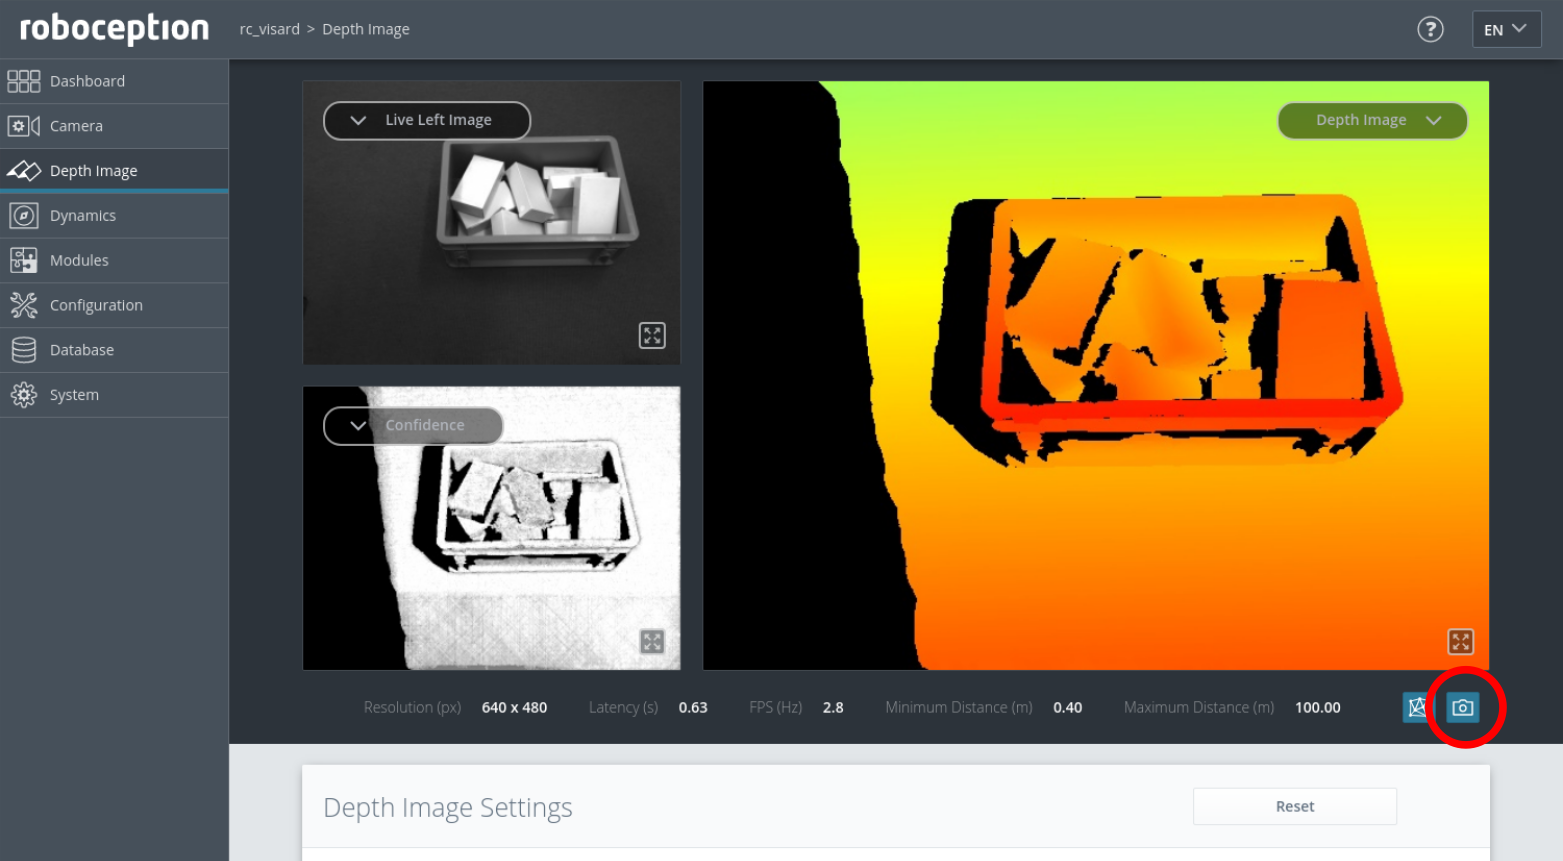 roboception
rc_visard > Depth Image
?
EN
Dashboard
Camera
Depth Image
Dynamics
Modules
Configuration
Database
System
Live Left Image
Confidence
Depth Image
Resolution (px) 640 x 480 Latency (s) 0.63 FPS (Hz) 2.8 Minimum Distance (m) 0.40 Maximum Distance (m) 100.00
Depth Image Settings
Reset